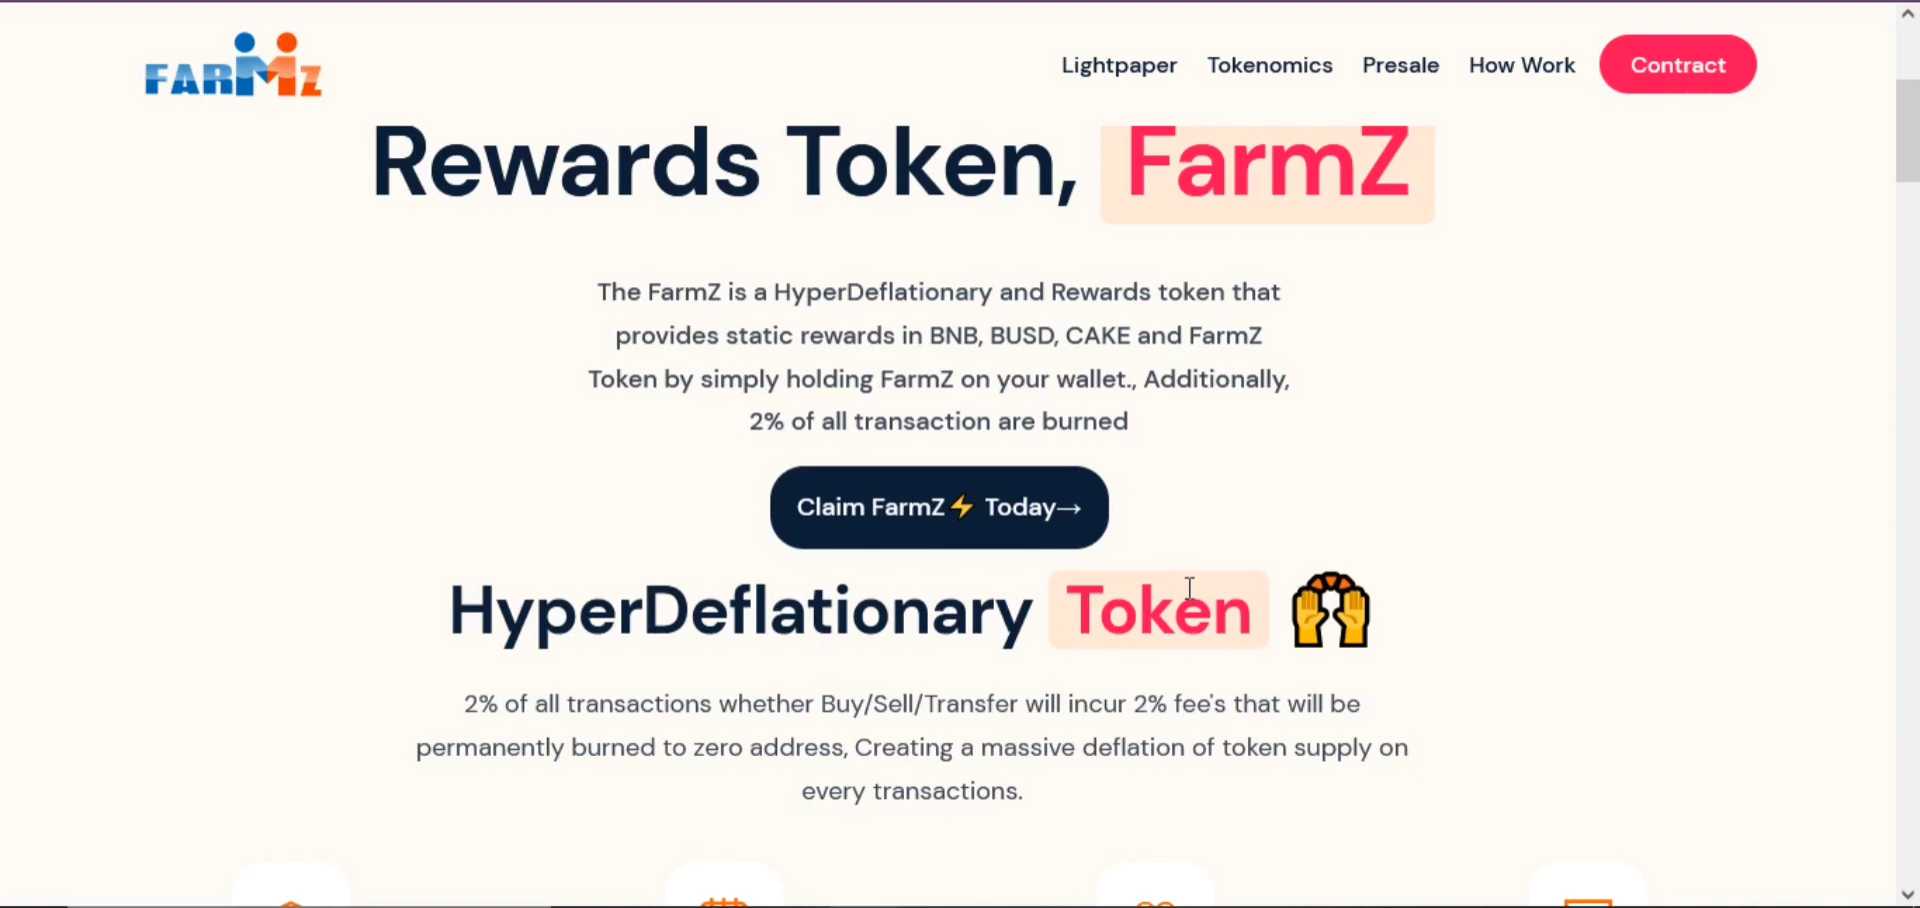 FARMZ
Lightpaper Tokenomics Presale How Work Contract
Rewards Token, FarmZ
The FarmZ is a HyperDeflationary and Rewards token that
provides static rewards in BNB, BUSD, CAKE and FarmZ
Token by simply holding FarmZ on your wallet., Additionally,
2% of all transaction are burned
Claim FarmZ⚡ Today→
HyperDeflationary Token 🙌
2% of all transactions whether Buy/Sell/Transfer will incur 2% fee's that will be
permanently burned to zero address, Creating a massive deflation of token supply on
every transactions.